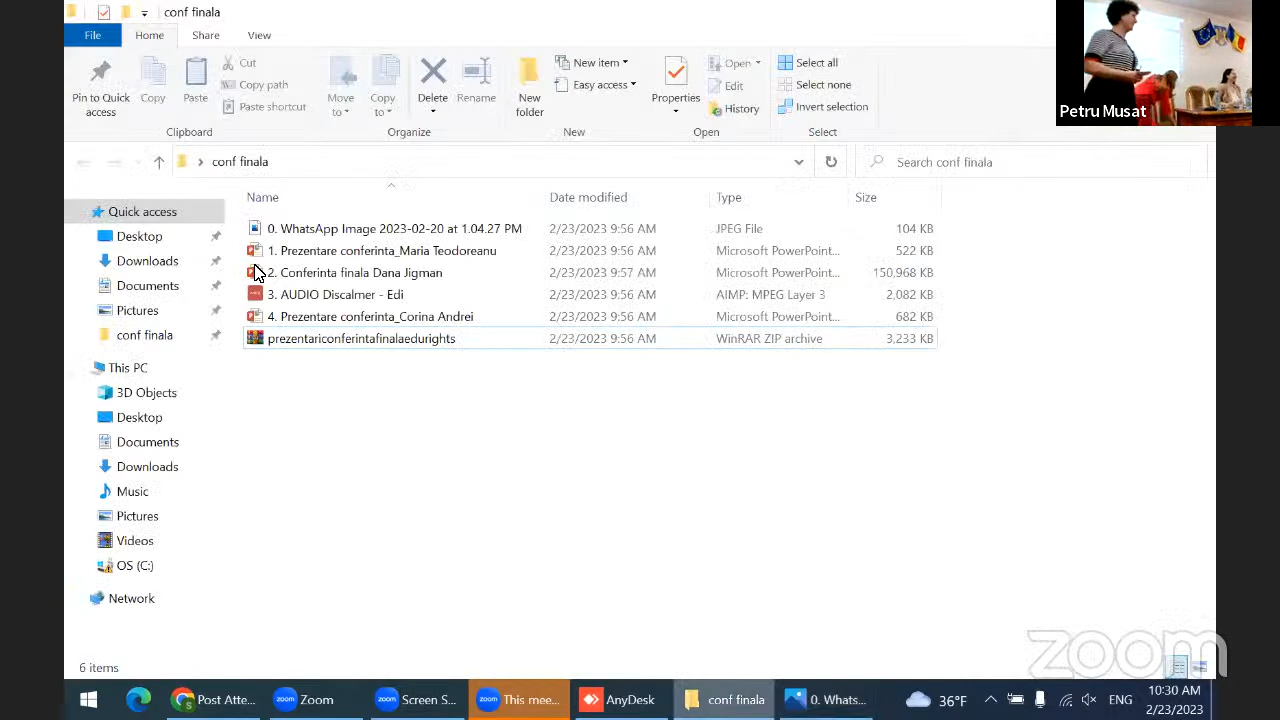 conf finala
File Home Share View
Pin to Quick access
Copy
Paste
Cut
Copy path
Paste shortcut
Clipboard
Move to
Copy to
Delete
Rename
Organize
New folder
New item
Easy access
New
Properties
Open
Edit
History
Open
Select all
Select none
Invert selection
Select
Petru Musat
conf finala
Search conf finala
Name Date modified Type Size
0. WhatsApp Image 2023-02-20 at 1.04.27 PM 2/23/2023 9:56 AM JPEG File 104 KB
1. Prezentare conferinta_Maria Teodoreanu 2/23/2023 9:56 AM Microsoft PowerPoint... 522 KB
2. Conferinta finala Dana Jigman 2/23/2023 9:57 AM Microsoft PowerPoint... 150,968 KB
3. AUDIO Discalmer - Edi 2/23/2023 9:56 AM AIMP: MPEG Layer 3 2,082 KB
4. Prezentare conferinta_Corina Andrei 2/23/2023 9:56 AM Microsoft PowerPoint... 682 KB
prezentariconferintafinalaedurights 2/23/2023 9:56 AM WinRAR ZIP archive 3,233 KB
Quick access
Desktop
Downloads
Documents
Pictures
conf finala
This PC
3D Objects
Desktop
Documents
Downloads
Music
Pictures
Videos
OS (C:)
Network
6 items
zoom
Post Atte...
zoom Zoom
zoom Screen S...
zoom This mee...
AnyDesk
conf finala
0. Whats...
36°F
ENG
10:30 AM
2/23/2023